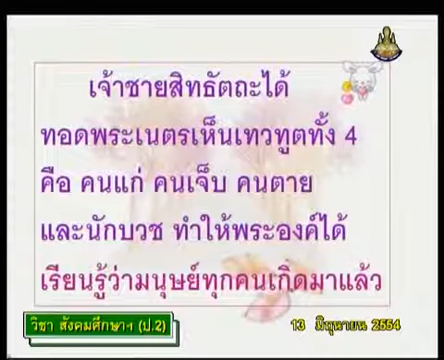 เจ้าชายสิทธัตถะได้
ทอดพระเนตรเห็นเทวทูตทั้ง 4
คือ คนแก่ คนเจ็บ คนตาย
และนักบวช ทำให้พระองค์ได้
เรียนรู้ว่ามนุษย์ทุกคนเกิดมาแล้ว
วิชา สังคมศึกษาฯ (ป.2)
13 มิถุนายน 2554